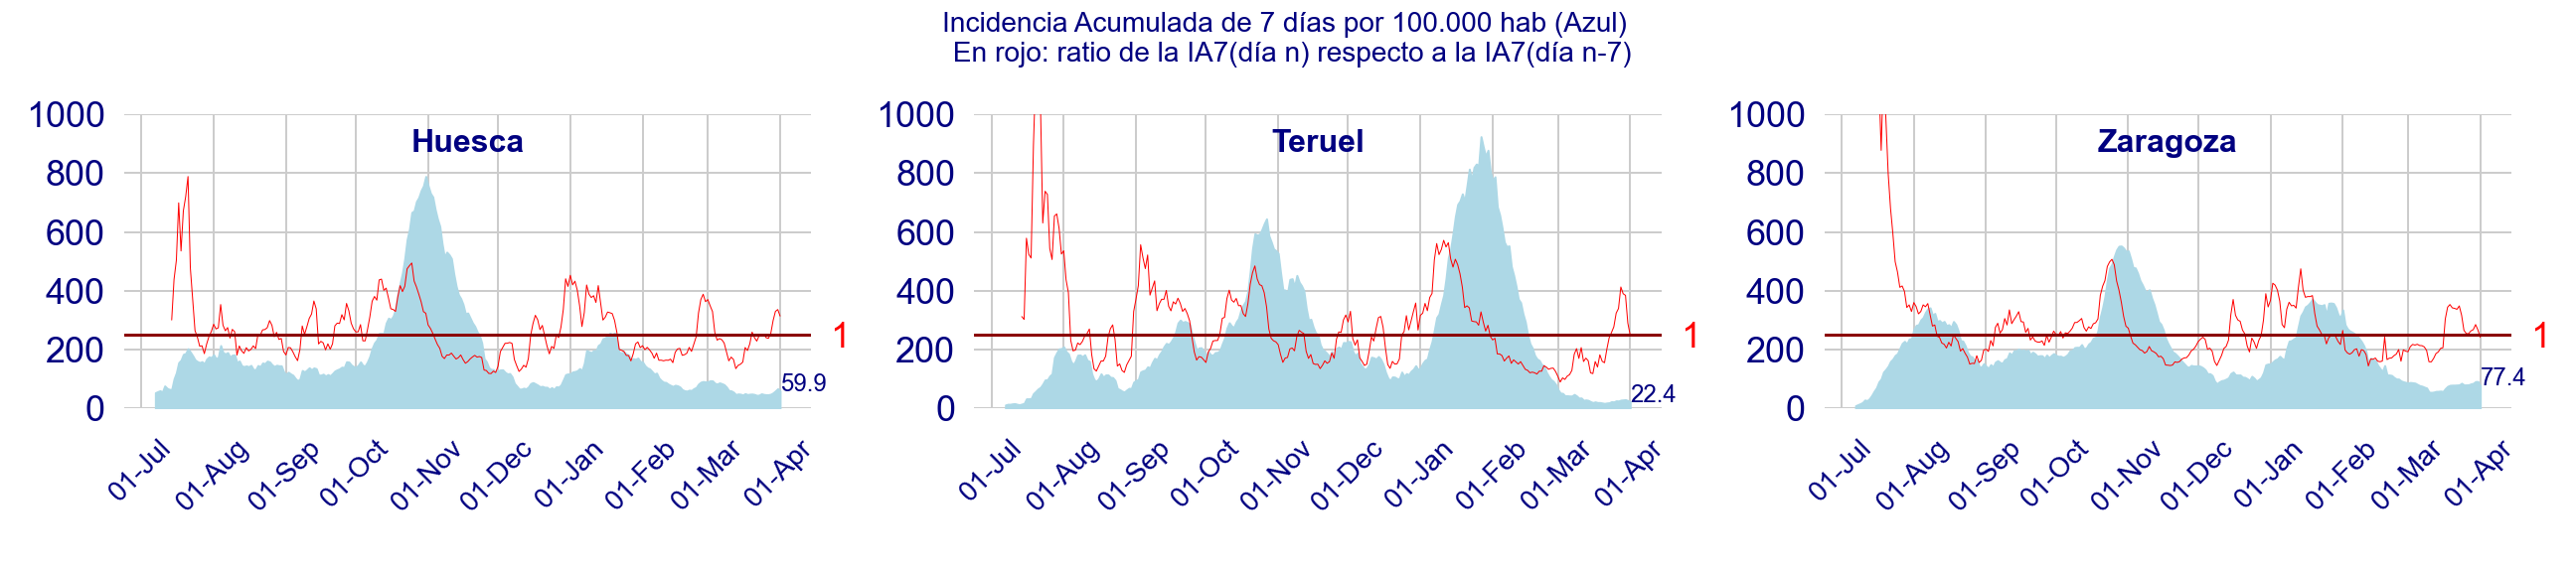 Incidencia Acumulada de 7 días por 100.000 hab (Azul)
En rojo: ratio de la IA7(día n) respecto a la IA7(día n-7)
Huesca
1000
800
600
400
200
0
1
59.9
01-Jul
01-Aug
01-Sep
01-Oct
01-Nov
01-Dec
01-Jan
01-Feb
01-Mar
01-Apr
Teruel
1000
800
600
400
200
0
1
22.4
01-Jul
01-Aug
01-Sep
01-Oct
01-Nov
01-Dec
01-Jan
01-Feb
01-Mar
01-Apr
Zaragoza
1000
800
600
400
200
0
1
77.4
01-Jul
01-Aug
01-Sep
01-Oct
01-Nov
01-Dec
01-Jan
01-Feb
01-Mar
01-Apr